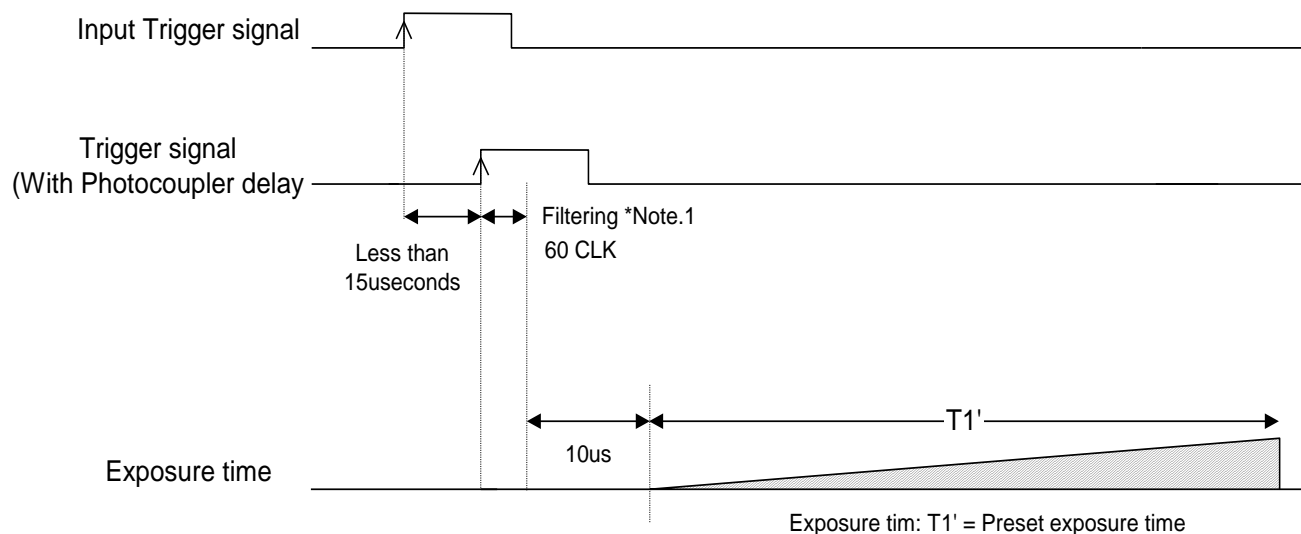 Input Trigger signal
Trigger signal
(With Photocoupler delay
Filtering *Note.1
60 CLK
Less than
15useconds
T1'
10us
Exposure time
Exposure tim: T1' = Preset exposure time